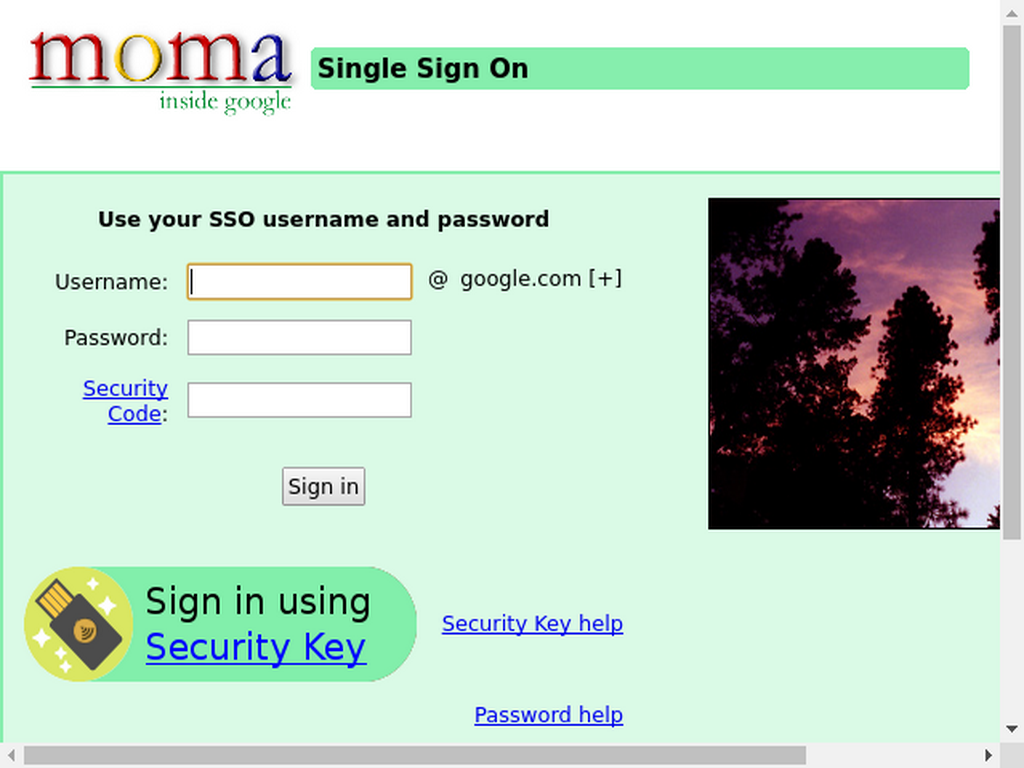 moma
inside google
Single Sign On
Use your SSO username and password
Username:
@ google.com [+]
Password:
Security
Code:
Sign in
Sign in using
Security Key
Security Key help
Password help